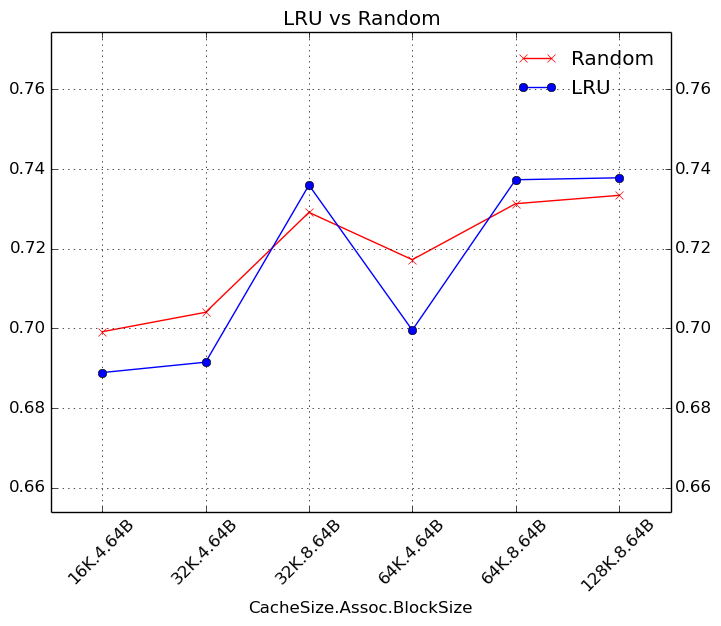 LRU vs Random
Random
LRU
0.76 0.76
0.74 0.74
0.72 0.72
0.70 0.70
0.68 0.68
0.66 0.66
16K.4.64B 32K.4.64B 32K.8.64B 64K.4.64B 64K.8.64B 128K.8.64B
CacheSize.Assoc.BlockSize